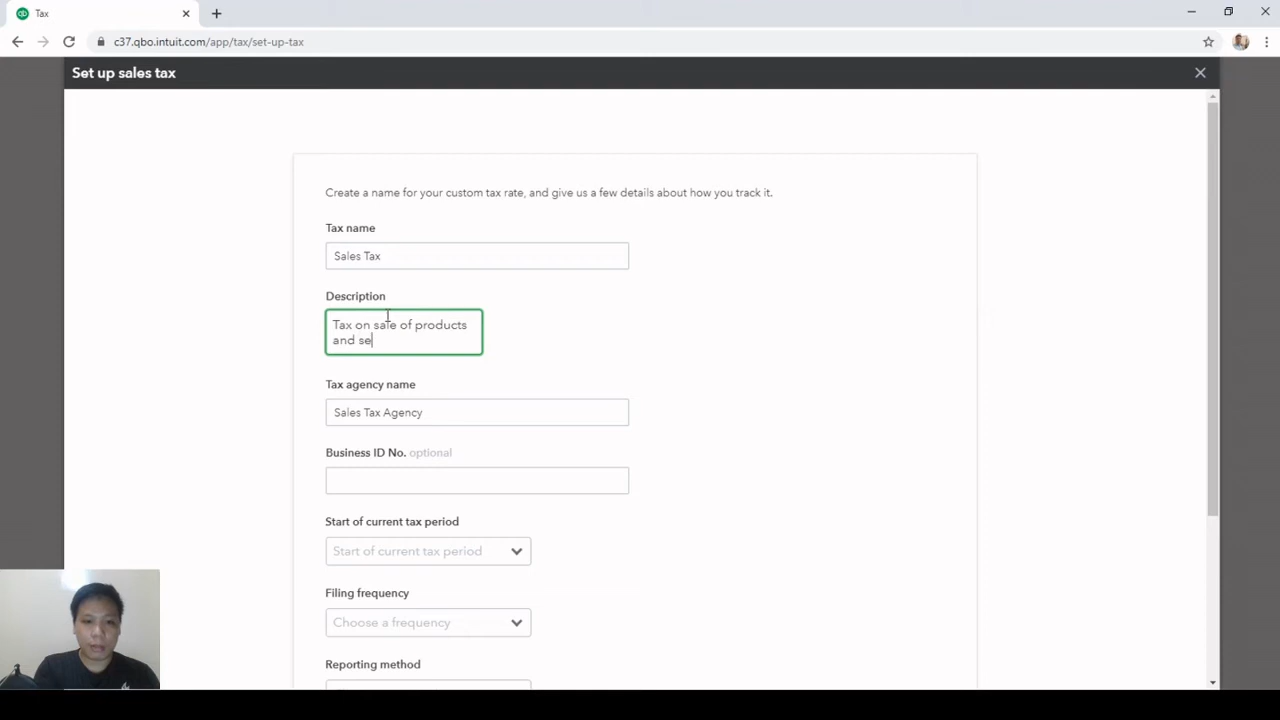 Tax
c37.qbo.intuit.com/app/tax/set-up-tax
Set up sales tax
Create a name for your custom tax rate, and give us a few details about how you track it.
Tax name
Sales Tax
Description
Tax on sale of products
and se
Tax agency name
Sales Tax Agency
Business ID No. optional
Start of current tax period
Start of current tax period
Filing frequency
Choose a frequency
Reporting method